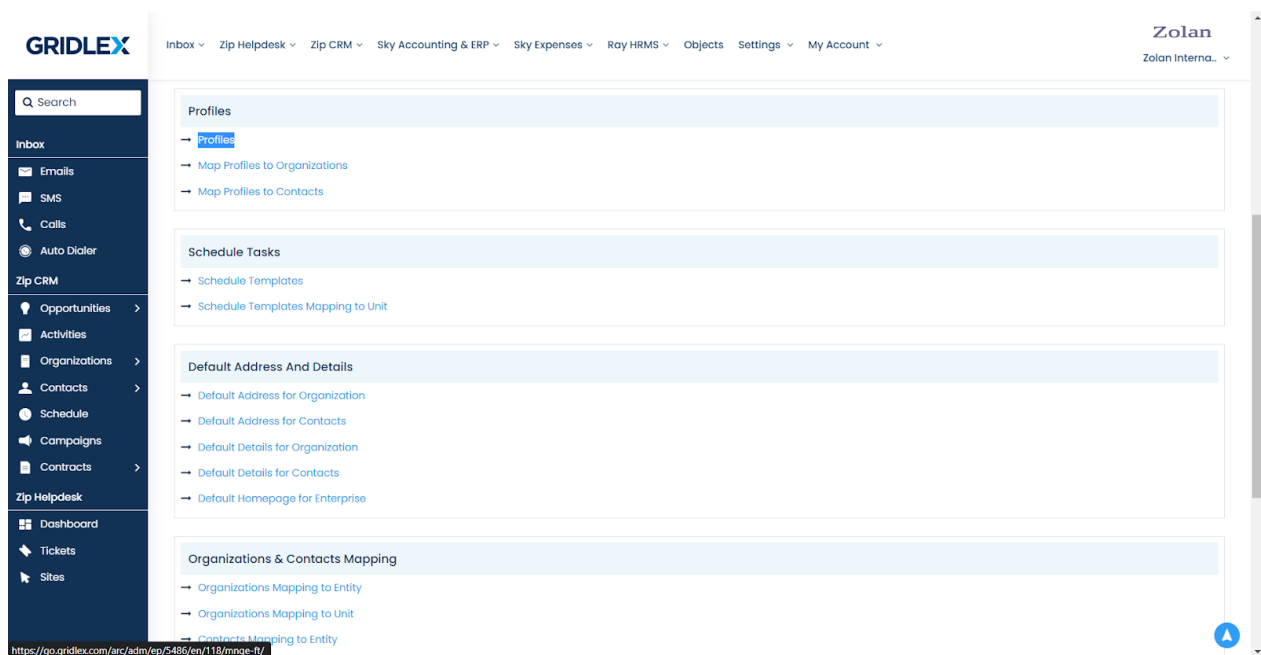 GRIDLEX
Inbox Zip Helpdesk Zip CRM Sky Accounting & ERP Sky Expenses Ray HRMS Objects Settings My Account
Zolan
Zolan Interna..
Search
Inbox
Emails
SMS
Calls
Auto Dialer
Zip CRM
Opportunities
Activities
Organizations
Contacts
Schedule
Campaigns
Contracts
Zip Helpdesk
Dashboard
Tickets
Sites
Profiles
Profiles
Map Profiles to Organizations
Map Profiles to Contacts
Schedule Tasks
Schedule Templates
Schedule Templates Mapping to Unit
Default Address And Details
Default Address for Organization
Default Address for Contacts
Default Details for Organization
Default Details for Contacts
Default Homepage for Enterprise
Organizations & Contacts Mapping
Organizations Mapping to Entity
Organizations Mapping to Unit
Contacts Mapping to Entity
https://go.gridlex.com/arc/adm/ep/5486/en/118/mnge-ft/